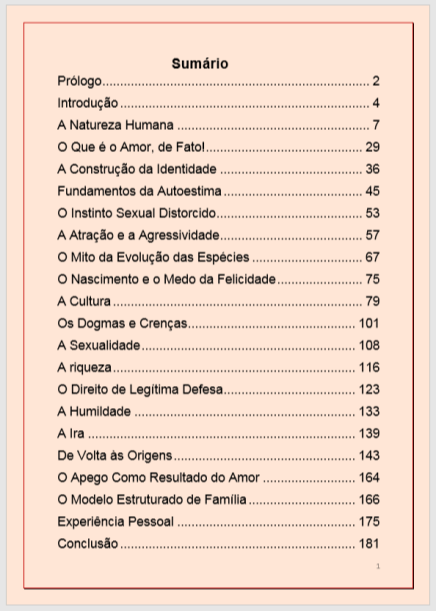 Sumário
Prólogo.......................................................................... 2
Introdução ..................................................................... 4
A Natureza Humana ..................................................... 7
O Que é o Amor, de Fato!............................................ 29
A Construção da Identidade ....................................... 36
Fundamentos da Autoestima ...................................... 45
O Instinto Sexual Distorcido........................................ 53
A Atração e a Agressividade....................................... 57
O Mito da Evolução das Espécies .............................. 67
O Nascimento e o Medo da Felicidade....................... 75
A Cultura ...................................................................... 79
Os Dogmas e Crenças............................................... 101
A Sexualidade............................................................ 108
A riqueza.................................................................... 116
O Direito de Legítima Defesa..................................... 123
A Humildade .............................................................. 133
A Ira ........................................................................... 139
De Volta às Origens................................................... 143
O Apego Como Resultado do Amor .......................... 164
O Modelo Estruturado de Família.............................. 166
Experiência Pessoal .................................................. 175
Conclusão .................................................................. 181
1